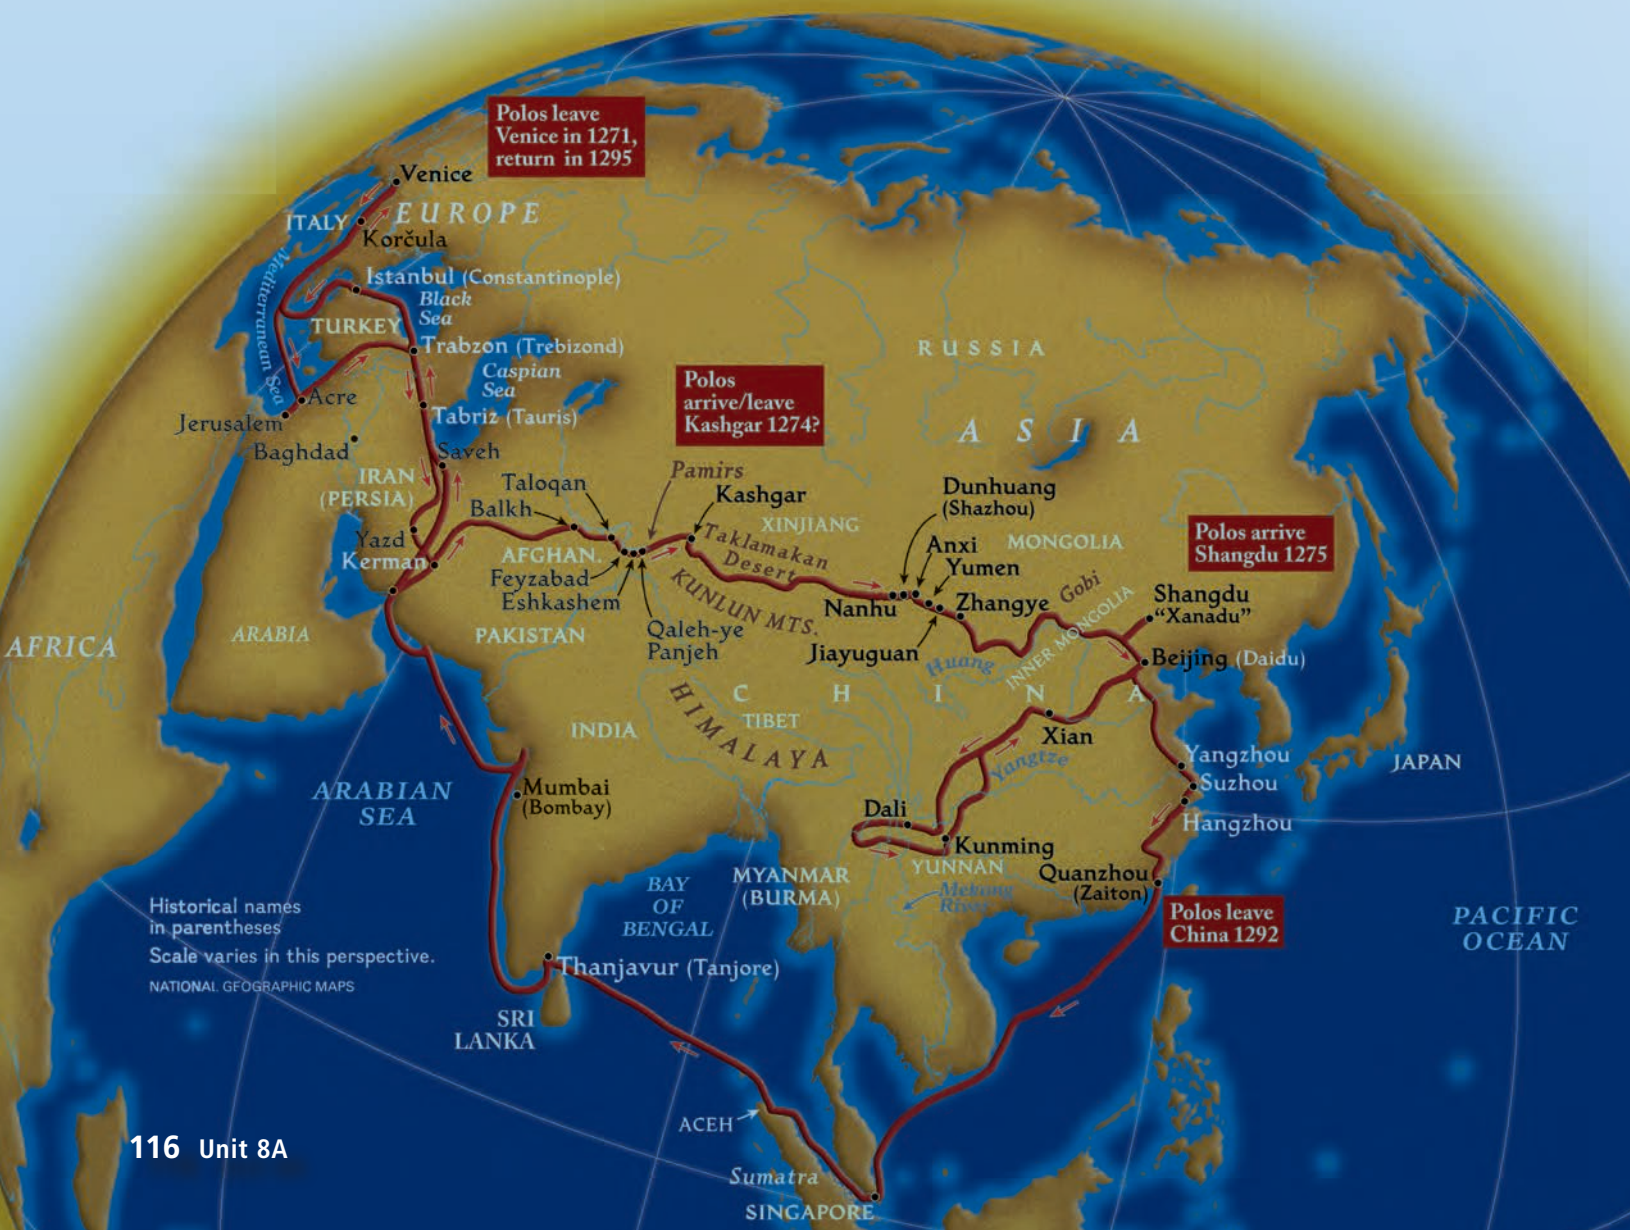 Polos leave
Venice in 1271,
return in 1295
Venice
EUROPE
ITALY
Korčula
Mediterranean Sea
Istanbul (Constantinople)
Black
Sea
TURKEY
Trabzon (Trebizond)
RUSSIA
Caspian
Sea
Polos
arrive/leave
Kashgar 1274?
Acre
Jerusalem
Tabriz (Tauris)
ASIA
Baghdad
Saveh
IRAN
(PERSIA)
Taloqan
Pamirs
Kashgar
Dunhuang
(Shazhou)
Balkh
XINJIANG
Polos arrive
Shangdu 1275
Yazd
Kerman
AFGHAN.
Taklamakan
Desert
Anxi
MONGOLIA
Yumen
Feyzabad
Eshkashem
KUNLUN MTS.
Nanhu
Zhangye
Gobi
Shangdu
“Xanadu”
AFRICA
ARABIA
PAKISTAN
Qaleh-ye
Panjeh
Jiayuguan
Huang
INNER MONGOLIA
Beijing (Daidu)
CHINA
HIMALAYA
TIBET
INDIA
Xian
Yangtze
Yangzhou
JAPAN
Suzhou
ARABIAN
SEA
Mumbai
(Bombay)
Dali
Hangzhou
Kunming
YUNNAN
MYANMAR
(BURMA)
Mekong
River
Quanzhou
(Zaiton)
BAY
OF
BENGAL
Polos leave
China 1292
PACIFIC
OCEAN
Historical names
in parentheses
Scale varies in this perspective.
NATIONAL GEOGRAPHIC MAPS
Thanjavur (Tanjore)
SRI
LANKA
ACEH
Sumatra
SINGAPORE
116 Unit 8A